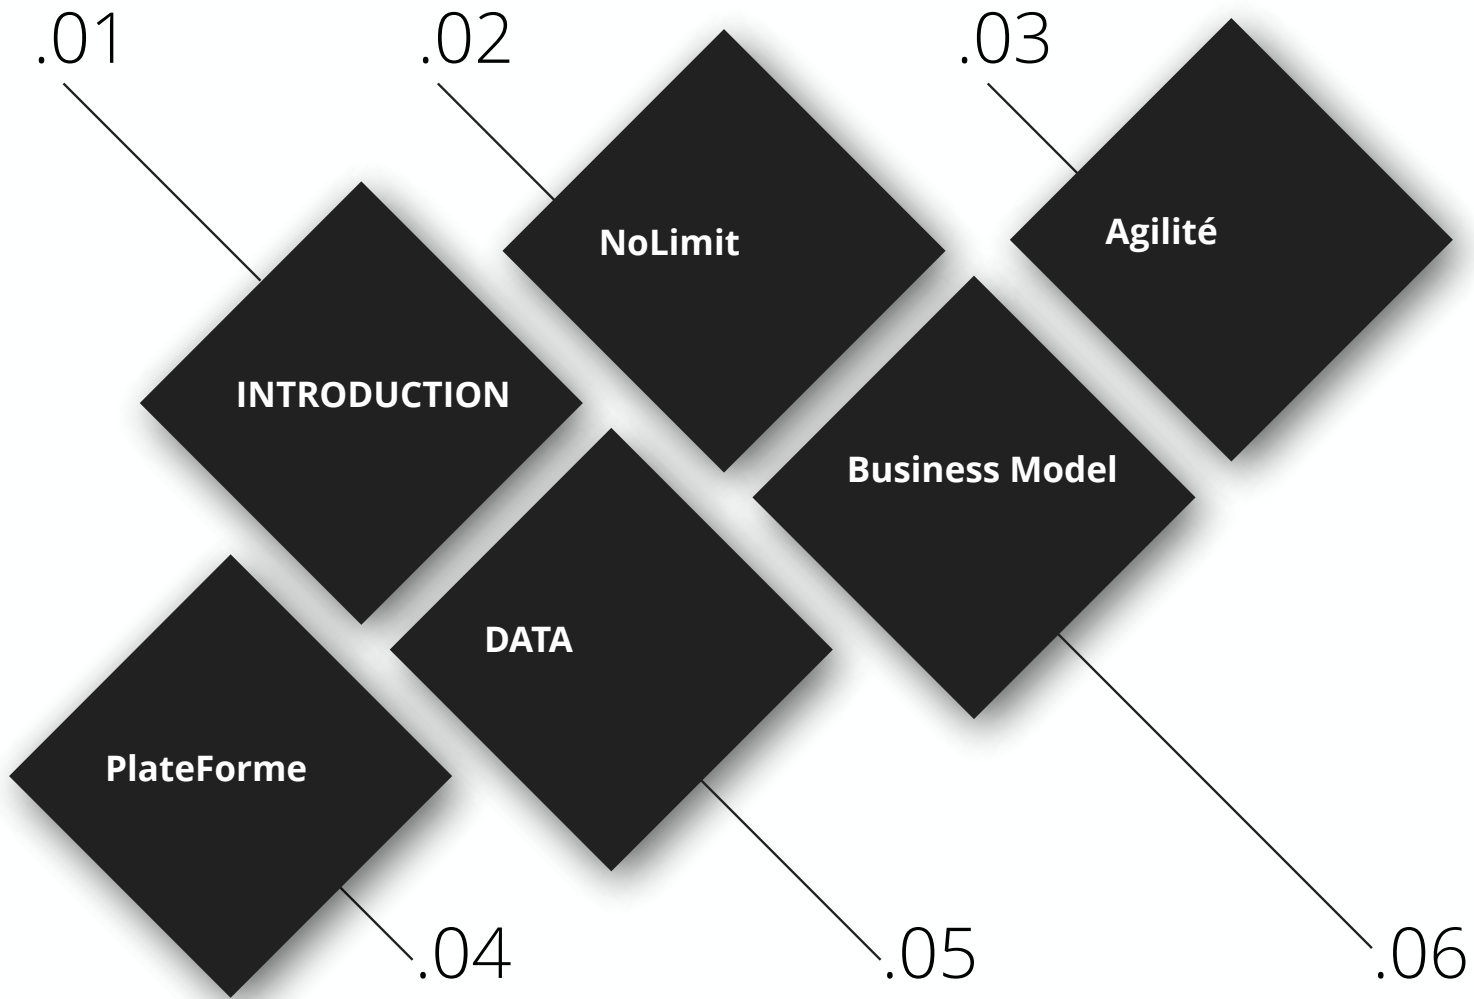 .01
.02
.03
NoLimit
Agilité
INTRODUCTION
Business Model
DATA
PlateForme
.04
.05
.06